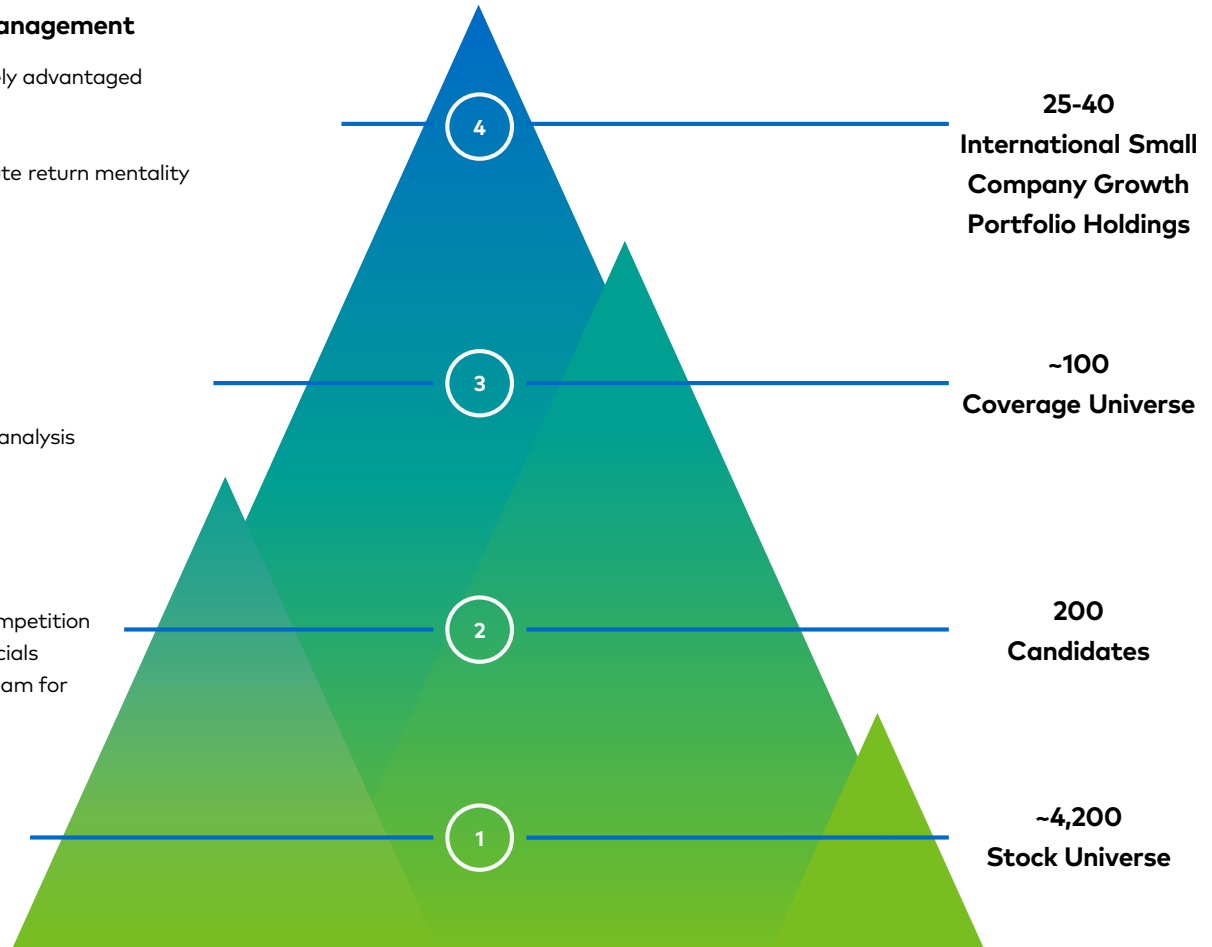 anagement
ly advantaged
te return mentality
4
25-40
International Small
Company Growth
Portfolio Holdings
3
~100
Coverage Universe
analysis
mpetition
cials
am for
2
200
Candidates
1
~4,200
Stock Universe